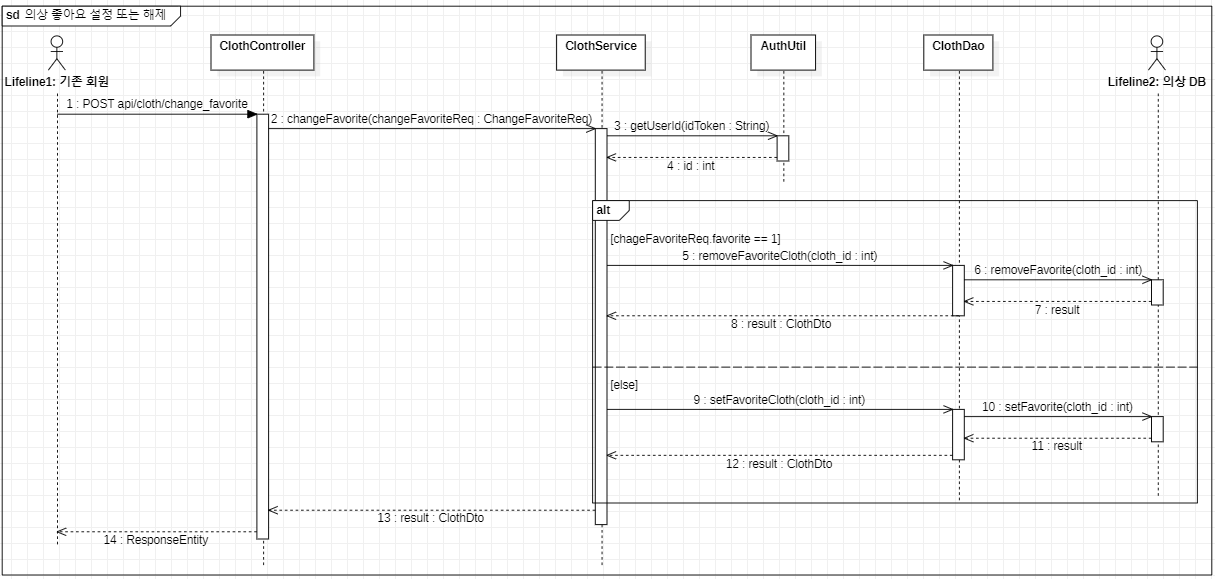 sd 의상 좋아요 설정 또는 해제
ClothController
ClothService
AuthUtil
ClothDao
Lifeline1: 기존 회원
Lifeline2: 의상 DB
1 : POST api/cloth/change_favorite
2 : changeFavorite(changeFavoriteReq : ChangeFavoriteReq)
3 : getUserId(idToken : String)
4 : id : int
alt
[chageFavoriteReq.favorite == 1]
5 : removeFavoriteCloth(cloth_id : int)
6 : removeFavorite(cloth_id : int)
7 : result
8 : result : ClothDto
[else]
9 : setFavoriteCloth(cloth_id : int)
10 : setFavorite(cloth_id : int)
11 : result
12 : result : ClothDto
13 : result : ClothDto
14 : ResponseEntity